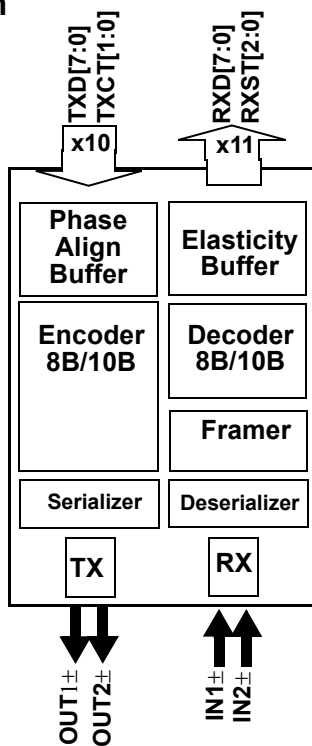 TXD[7:0]
TXCT[1:0]
RXD[7:0]
RXST[2:0]
x10
x11
Phase
Align
Buffer
Elasticity
Buffer
Encoder
8B/10B
Decoder
8B/10B
Framer
Serializer
Deserializer
TX
RX
OUT1±
OUT2±
IN1±
IN2±